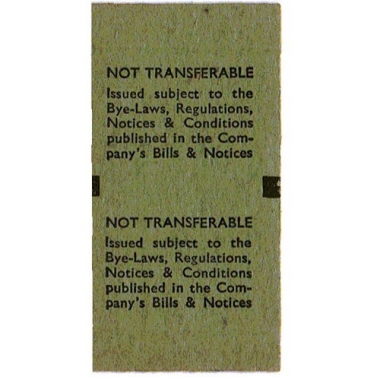 NOT TRANSFERABLE
Issued subject to the
Bye-Laws, Regulations,
Notices & Conditions
published in the Com-
pany's Bills & Notices
NOT TRANSFERABLE
Issued subject to the
Bye-Laws, Regulations,
Notices & Conditions
published in the Com-
pany's Bills & Notices